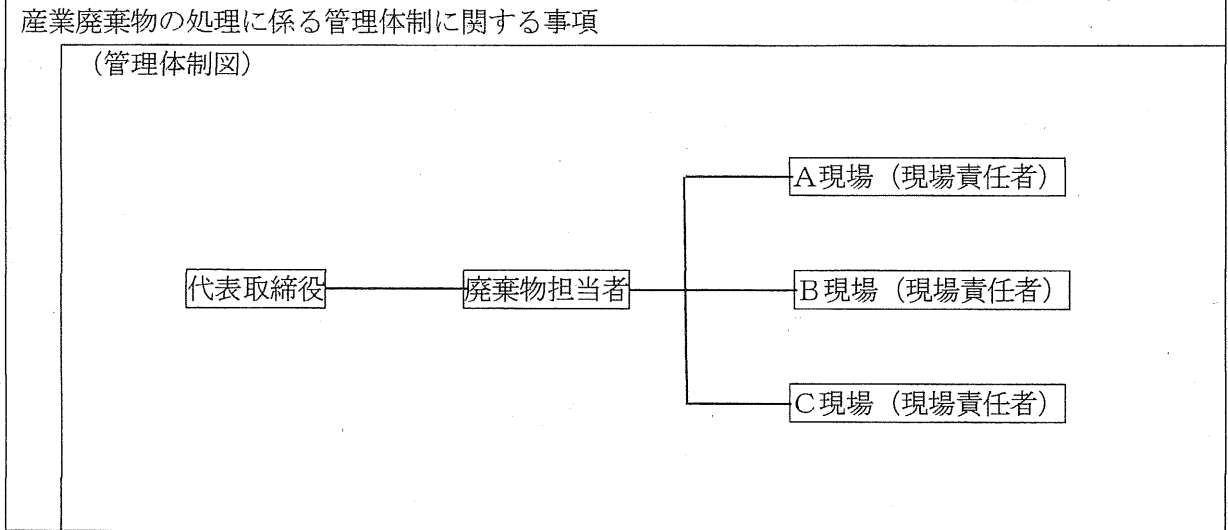 産業廃棄物の処理に係る管理体制に関する事項
（管理体制図）
A現場（現場責任者）
代表取締役
廃棄物担当者
B現場（現場責任者）
C現場（現場責任者）